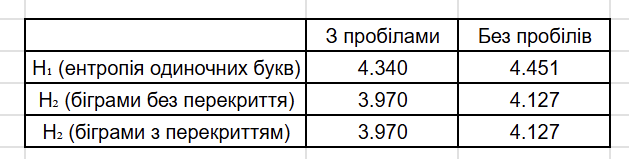 З пробілами Без пробілів
H₁ (ентропія одиночних букв) 4.340 4.451
H₂ (біграми без перекриття) 3.970 4.127
H₂ (біграми з перекриттям) 3.970 4.127